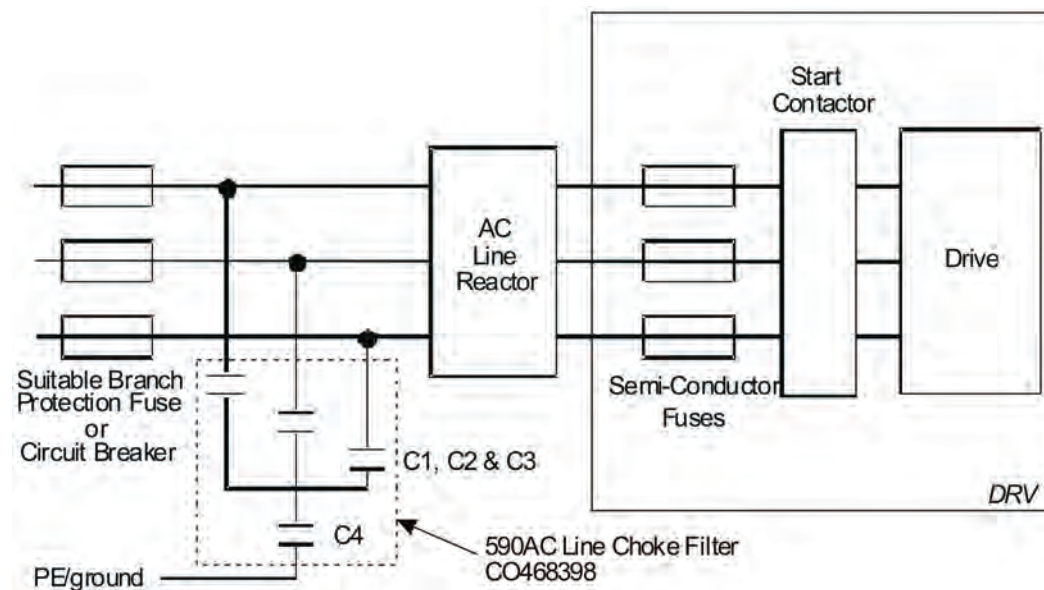 Start
Contactor
AC
Line
Reactor
Drive
Suitable Branch
Protection Fuse
or
Circuit Breaker
Semi-Conductor
Fuses
C1, C2 & C3
DRV
C4
590AC Line Choke Filter
CO468398
PE/ground